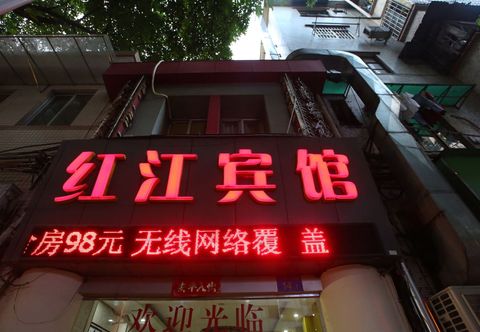 红江宾馆
房98元 无线网络覆 盖
欢迎光临